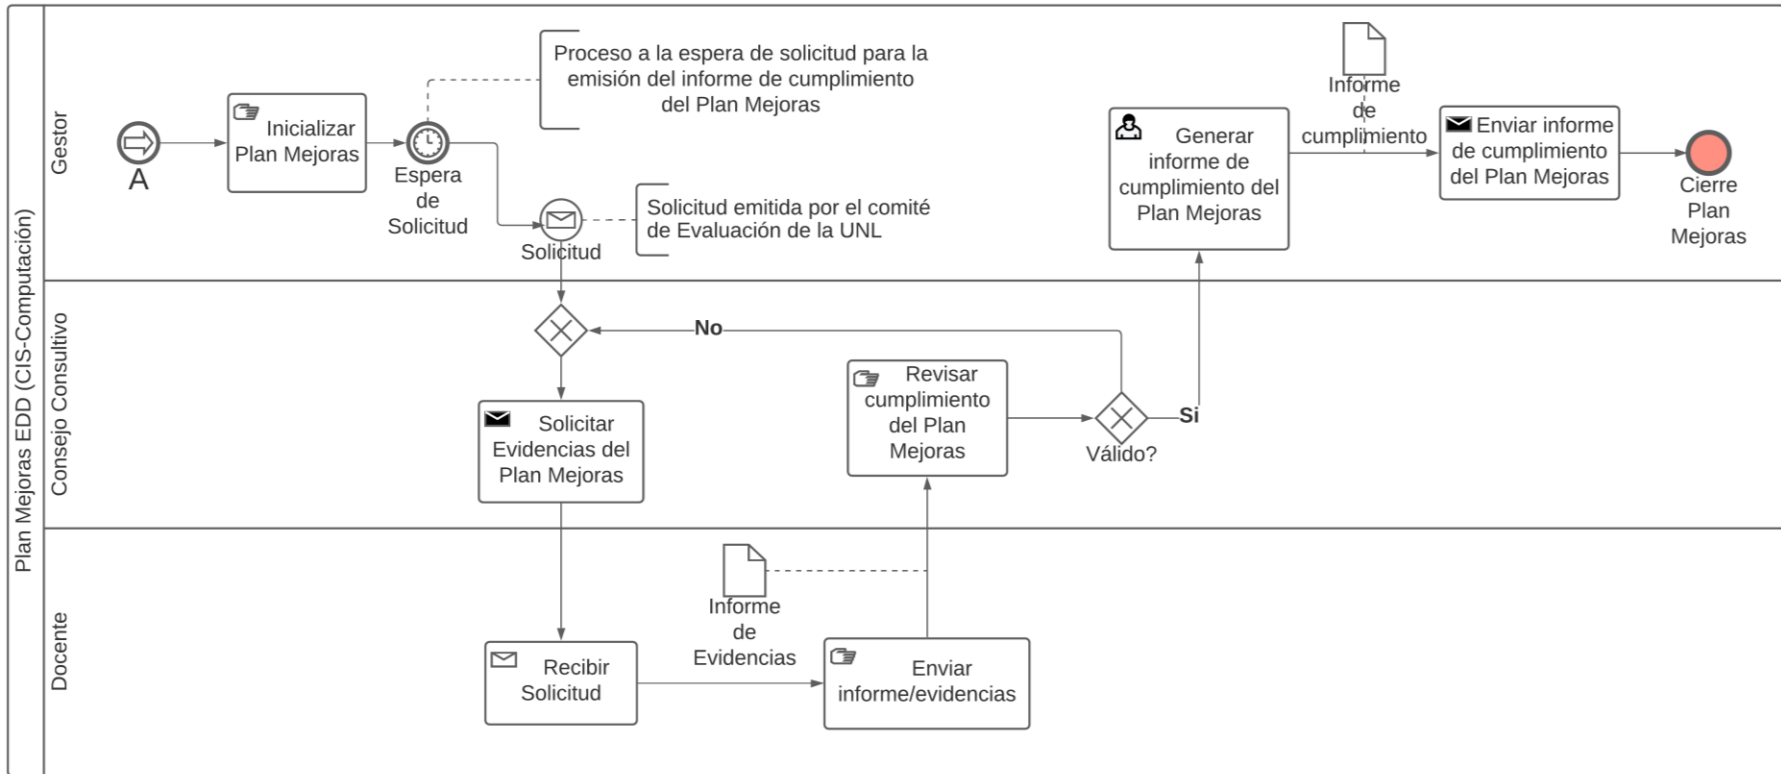 Plan Mejoras EDD (CIS-Computación)
Gestor
A
Inicializar
Plan Mejoras
Espera
de
Solicitud
Proceso a la espera de solicitud para la
emisión del informe de cumplimiento
del Plan Mejoras
Solicitud
Solicitud emitida por el comité
de Evaluación de la UNL
Generar
informe de
cumplimiento del
Plan Mejoras
Informe
de
cumplimiento
Enviar informe
de cumplimiento
del Plan Mejoras
Cierre
Plan
Mejoras
Consejo Consultivo
No
Solicitar
Evidencias del
Plan Mejoras
Revisar
cumplimiento
del Plan
Mejoras
Válido?
Si
Docente
Recibir
Solicitud
Informe
de
Evidencias
Enviar
informe/evidencias